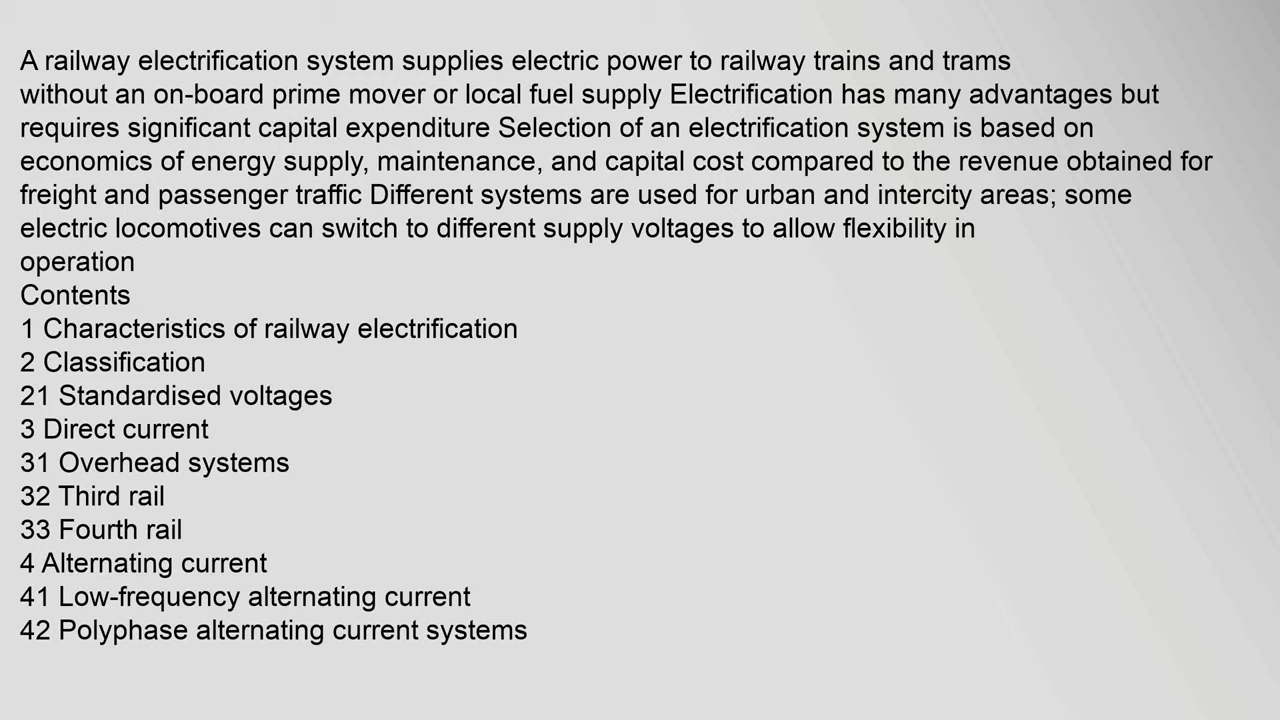 A railway electrification system supplies electric power to railway trains and trams
without an on-board prime mover or local fuel supply Electrification has many advantages but
requires significant capital expenditure Selection of an electrification system is based on
economics of energy supply, maintenance, and capital cost compared to the revenue obtained for
freight and passenger traffic Different systems are used for urban and intercity areas; some
electric locomotives can switch to different supply voltages to allow flexibility in
operation
Contents
1 Characteristics of railway electrification
2 Classification
21 Standardised voltages
3 Direct current
31 Overhead systems
32 Third rail
33 Fourth rail
4 Alternating current
41 Low-frequency alternating current
42 Polyphase alternating current systems